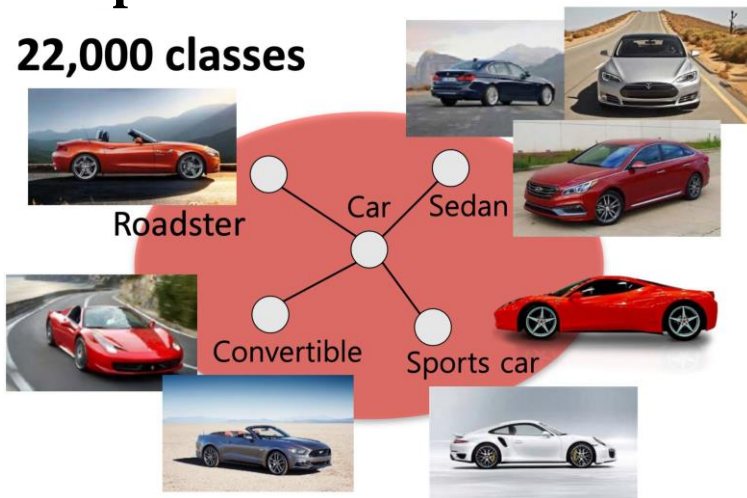 22,000 classes
Roadster
Car
Sedan
Convertible
Sports car